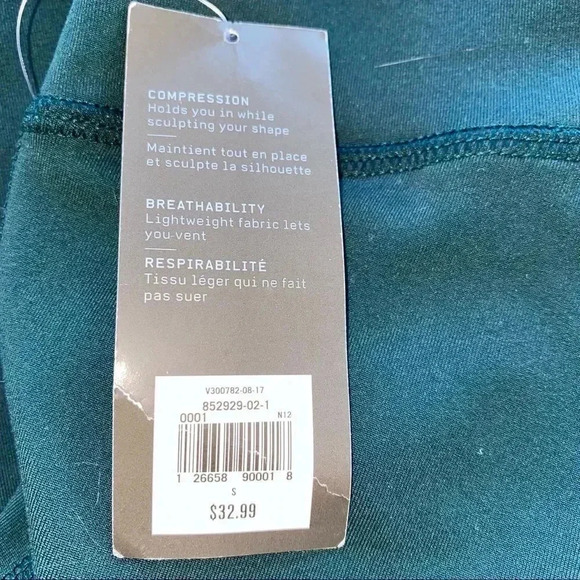 COMPRESSION
Holds you in while
sculpting your shape
Maintient tout en place
et sculpte la silhouette
BREATHABILITY
Lightweight fabric lets
you vent
RESPIRABILITÉ
Tissu léger qui ne fait
pas suer
V300782-08-17
852929-02-1
0001 N12
1 26658 90001 8
S
$32.99